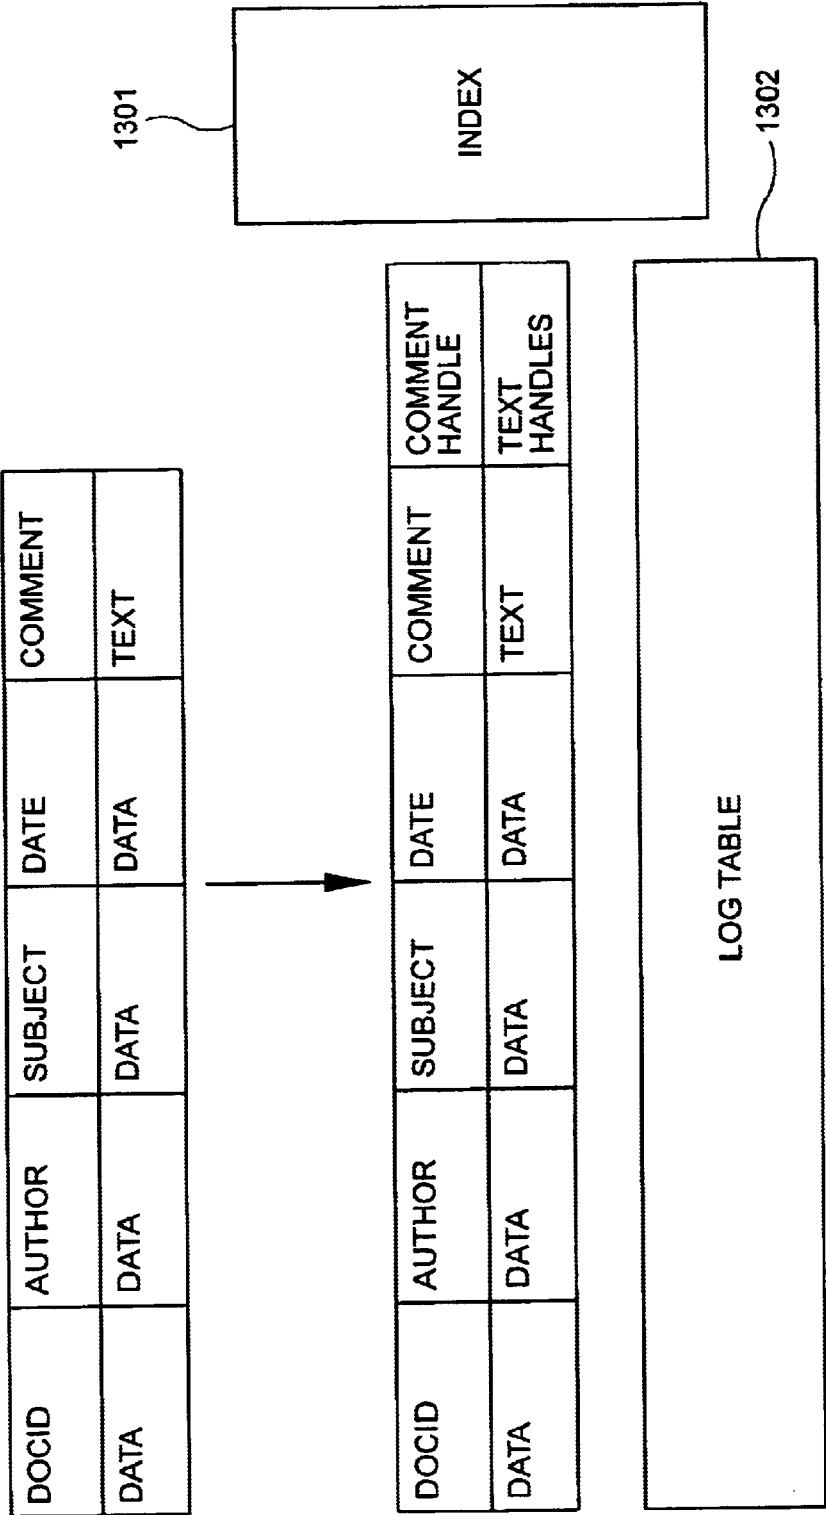 DOCID AUTHOR SUBJECT DATE COMMENT
DATA DATA DATA DATA TEXT
1301
DOCID AUTHOR SUBJECT DATE COMMENT COMMENT
HANDLE
DATA DATA DATA DATA TEXT TEXT
HANDLES
INDEX
LOG TABLE
1302